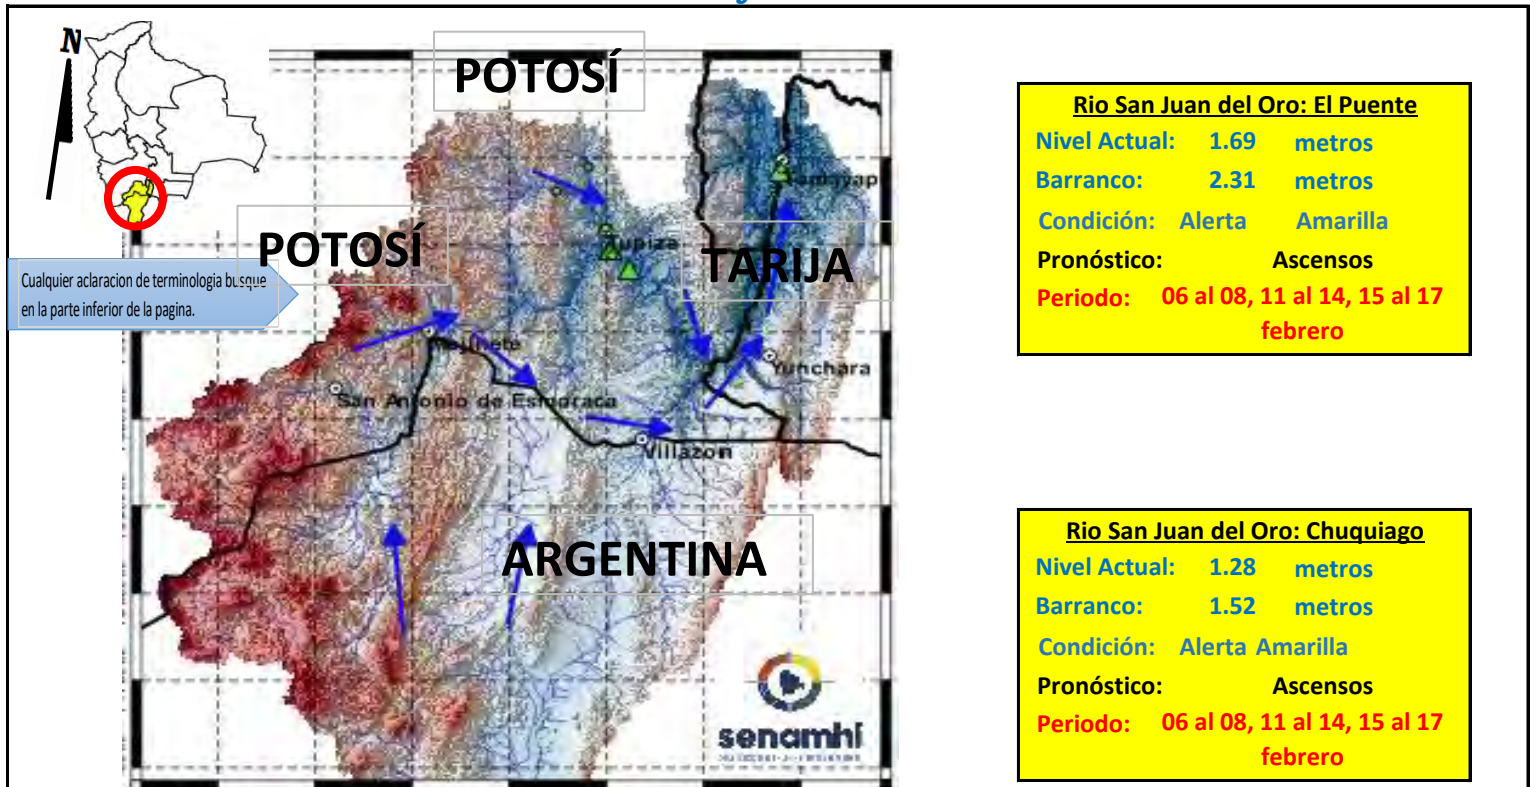 N
POTOSÍ
POTOSÍ
Cualquier aclaracion de terminologia busque
en la parte inferior de la pagina.
Tupiza
TARIJA
San Antonio de Esmoraca
Yunchara
Villazon
ARGENTINA
senamhi
Rio San Juan del Oro: El Puente
Nivel Actual: 1.69 metros
Barranco: 2.31 metros
Condición: Alerta Amarilla
Pronóstico: Ascensos
Periodo: 06 al 08, 11 al 14, 15 al 17
febrero
Rio San Juan del Oro: Chuquiago
Nivel Actual: 1.28 metros
Barranco: 1.52 metros
Condición: Alerta Amarilla
Pronóstico: Ascensos
Periodo: 06 al 08, 11 al 14, 15 al 17
febrero